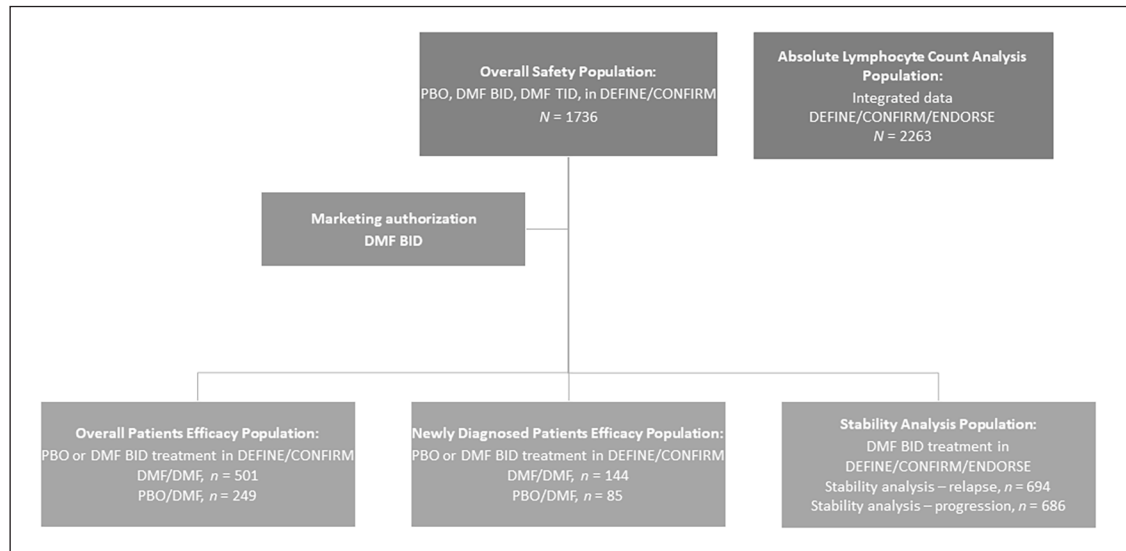 Overall Safety Population:
PBO, DMF BID, DMF TID, in DEFINE/CONFIRM
N = 1736
Absolute Lymphocyte Count Analysis
Population:
Integrated data
DEFINE/CONFIRM/ENDORSE
N = 2263
Marketing authorization
DMF BID
Overall Patients Efficacy Population:
PBO or DMF BID treatment in DEFINE/CONFIRM
DMF/DMF, n = 501
PBO/DMF, n = 249
Newly Diagnosed Patients Efficacy Population:
PBO or DMF BID treatment in DEFINE/CONFIRM
DMF/DMF, n = 144
PBO/DMF, n = 85
Stability Analysis Population:
DMF BID treatment in
DEFINE/CONFIRM/ENDORSE
Stability analysis – relapse, n = 694
Stability analysis – progression, n = 686